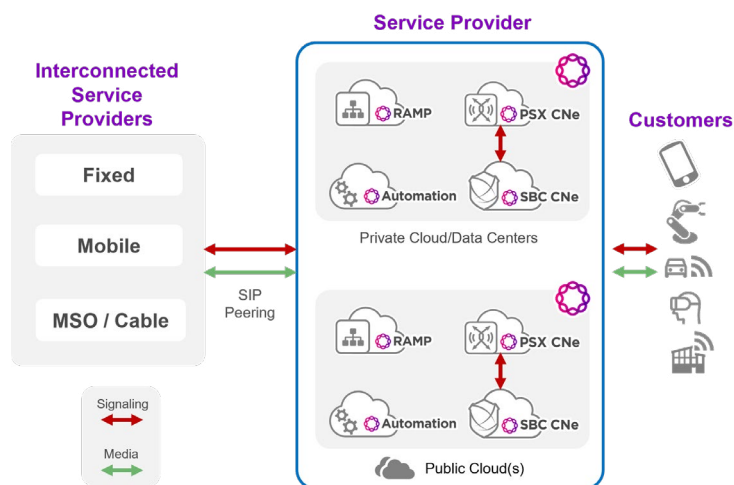 Service Provider
Interconnected
Service
Providers
Fixed
Mobile
MSO / Cable
Signaling
Media
SIP
Peering
RAMP
PSX CNe
Automation
SBC CNe
Private Cloud/Data Centers
RAMP
PSX CNe
Automation
SBC CNe
Public Cloud(s)
Customers